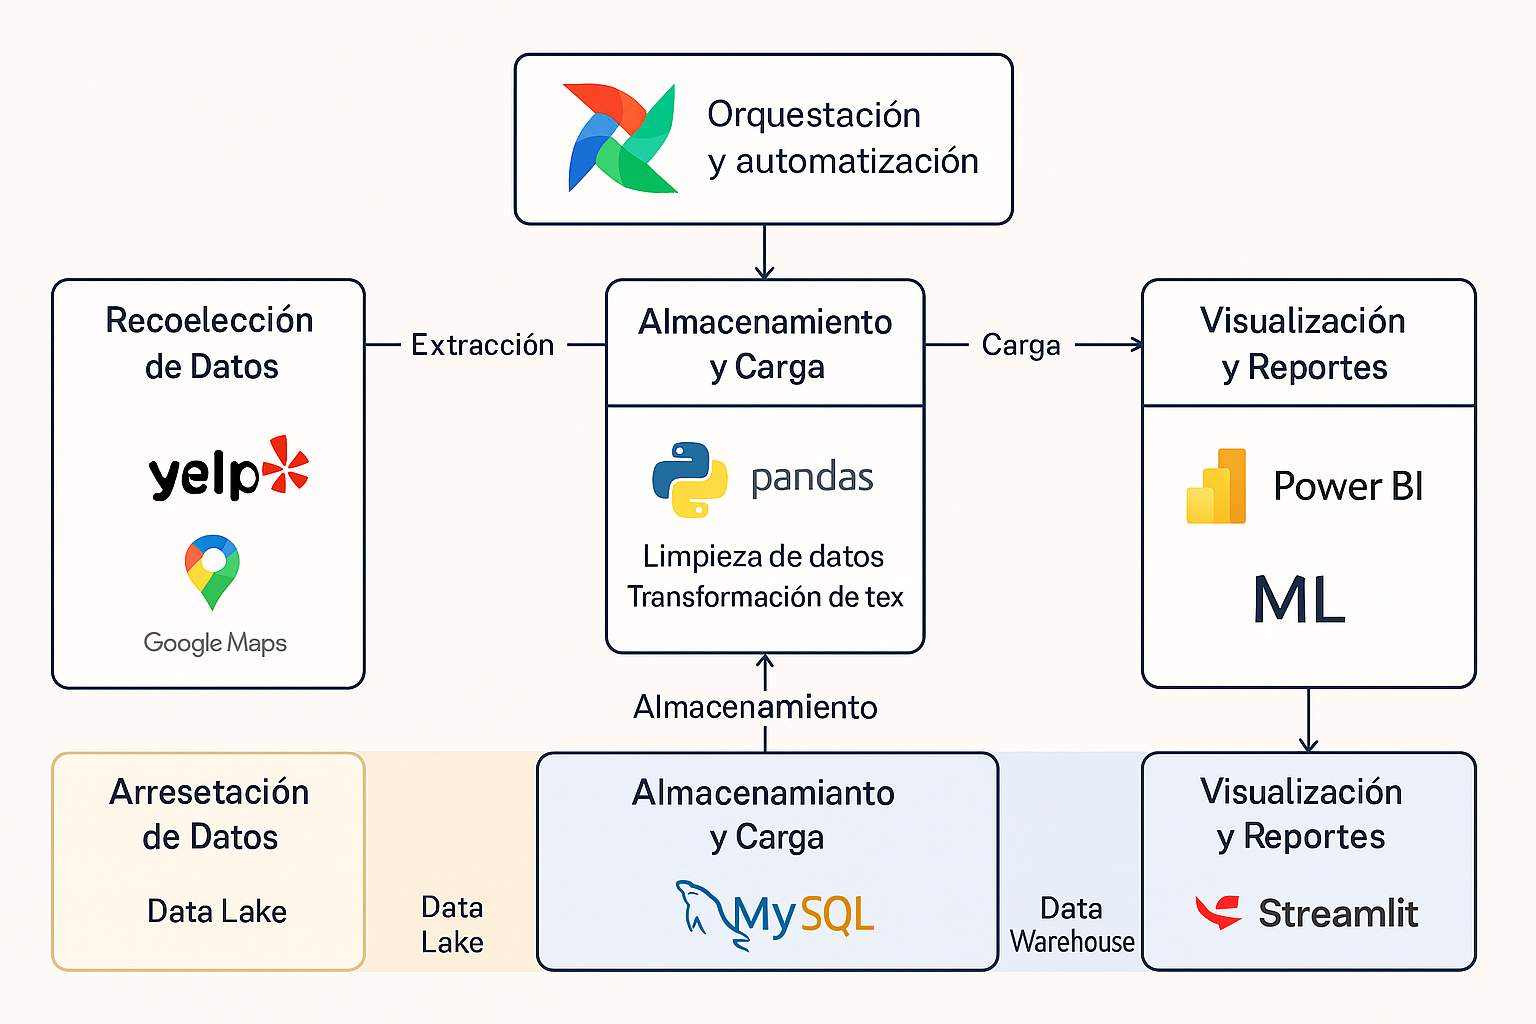 Orquestación
y automatización
Recoelección
de Datos
yelp
Google Maps
Extracción
Almacenamiento
y Carga
pandas
Limpieza de datos
Transformación de tex
Carga
Visualización
y Reportes
Power BI
ML
Almacenamiento
Arresetación
de Datos
Data Lake
Data
Lake
Almacenamianto
y Carga
MySQL
Data
Warehouse
Visualización
y Reportes
Streamlit